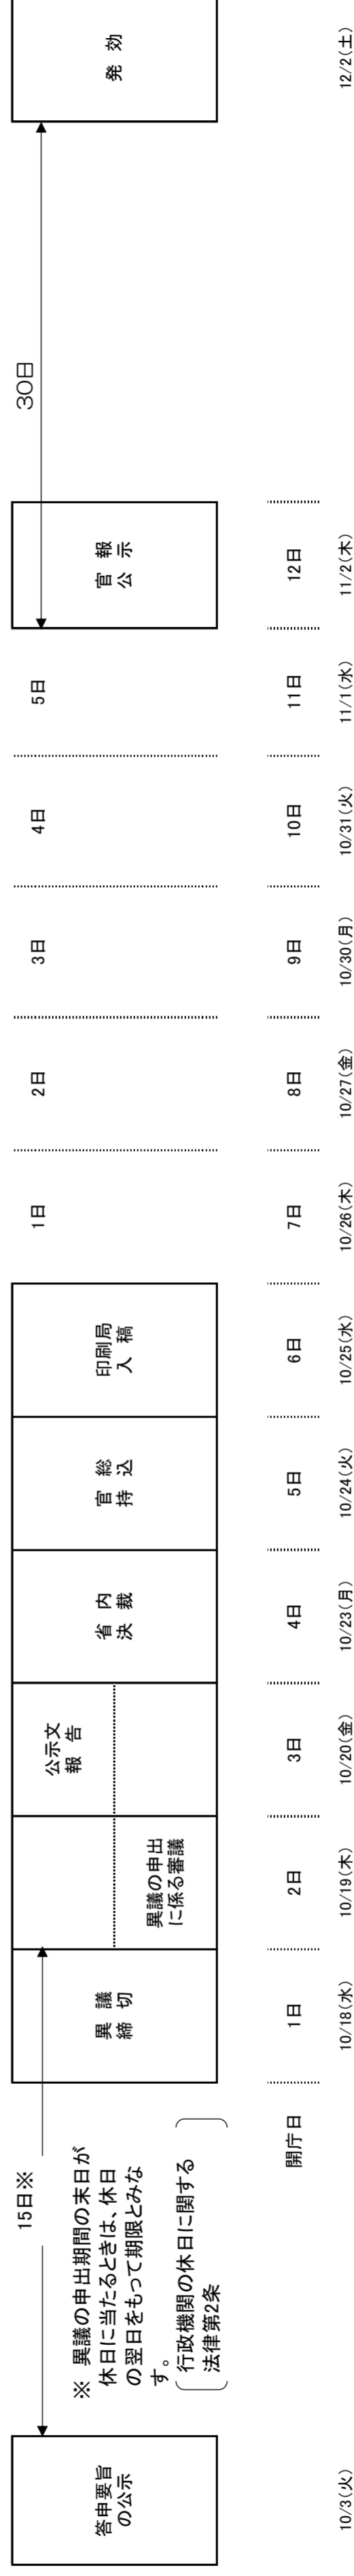 答申要旨
の公示
15日※
※ 異議の申出期間の末日が
休日に当たるときは、休日
の翌日をもって期限とみな
す。
行政機関の休日に関する
法律第2条
異 議
締 切
異議の申出
に係る審議
公示文
報 告
省 内
決 裁
官 総
持 込
印刷局
入 稿
1日
2日
3日
4日
5日
官 報
公 示
30日
発 効
開庁日 1日 2日 3日 4日 5日 6日 7日 8日 9日 10日 11日 12日
10/3(火) 10/18(水) 10/19(木) 10/20(金) 10/23(月) 10/24(火) 10/25(水) 10/26(木) 10/27(金) 10/30(月) 10/31(火) 11/1(水) 11/2(木) 12/2(土)